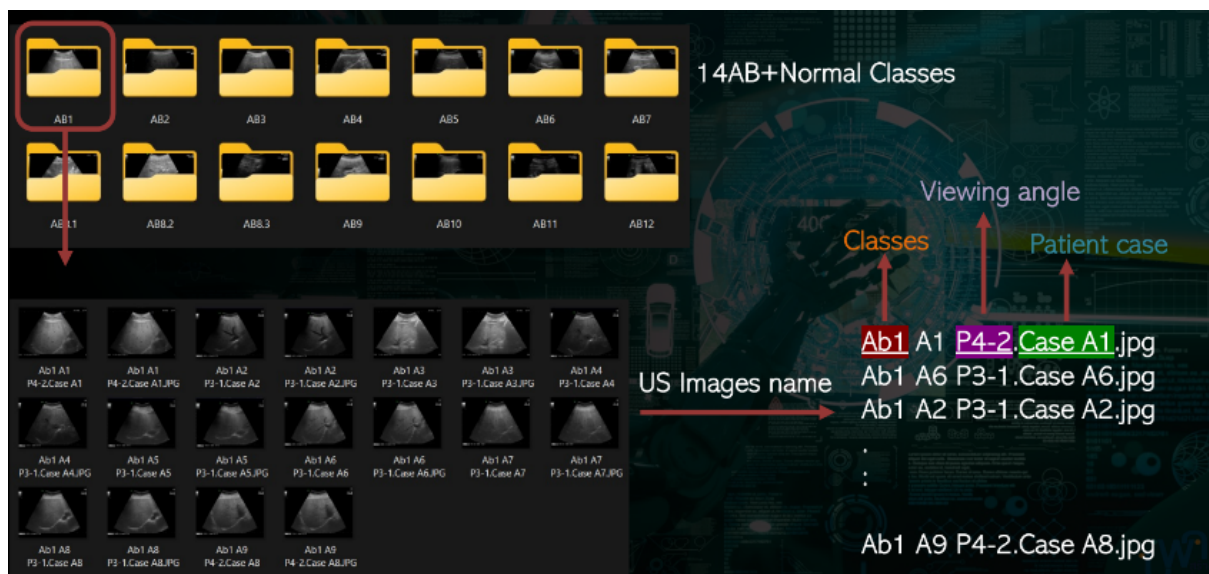 AB1 AB2 AB3 AB4 AB5 AB6 AB7
14AB+Normal Classes
AB8.2 AB8.3 AB9 AB10 AB11 AB12
Viewing angle
Classes
Patient case
Ab1 A1 Ab1 A1 Ab1 A2 Ab1 A2 Ab1 A3 Ab1 A3 Ab1 A4
P4-2.Case A1 P4-2.Case A1.JPG P3-1.Case A2 P3-1.Case A2.JPG P3-1.Case A3 P3-1.Case A3.JPG P3-1.Case A4
Ab1 A4 Ab1 A5 Ab1 A5 Ab1 A6 Ab1 A6 Ab1 A7 Ab1 A7
P3-1.Case A4.JPG P3-1.Case A5 P3-1.Case A5.JPG P3-1.Case A6 P3-1.Case A6.JPG P3-1.Case A7 P3-1.Case A7.JPG
Ab1 A8 Ab1 A8 Ab1 A9 Ab1 A9
P3-1.Case A8 P3-1.Case A8.JPG P4-2.Case A8 P4-2.Case A8.JPG
US Images name
Ab1 A1 P4-2.Case A1.jpg
Ab1 A6 P3-1.Case A6.jpg
Ab1 A2 P3-1.Case A2.jpg
.
:
Ab1 A9 P4-2.Case A8.jpg